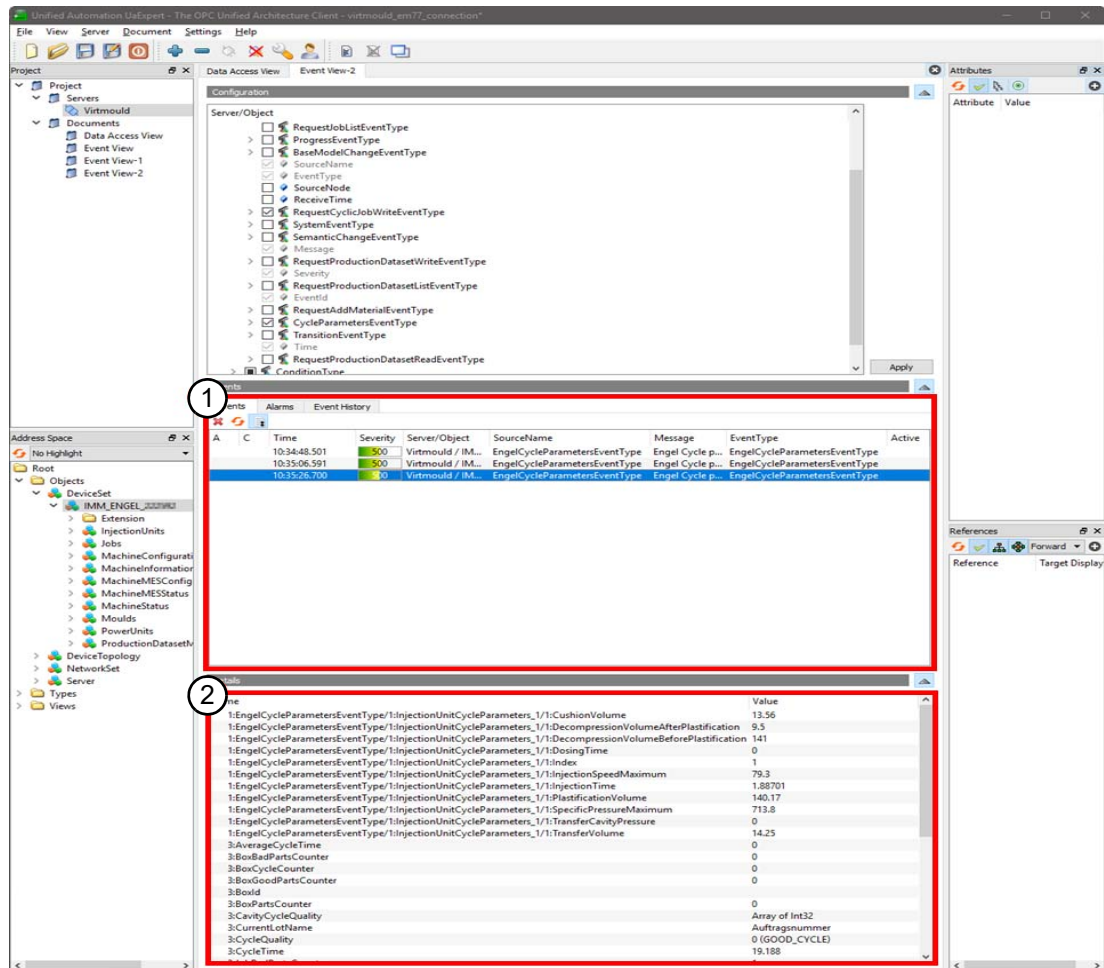 Unified Automation UaExpert - The OPC Unified Architecture Client - virtmould_em77_connection*
File View Server Document Settings Help
Project
Project
Servers
Virtmould
Documents
Data Access View
Event View
Event View-1
Event View-2
Address Space
No Highlight
Root
Objects
DeviceSet
IMM_ENGEL_
Extension
InjectionUnits
Jobs
MachineConfigurati
MachineInformation
MachineMESConfig
MachineMESStatus
MachineStatus
Moulds
PowerUnits
ProductionDatasetM
DeviceTopology
NetworkSet
Server
Types
Views
Data Access View Event View-2
Configuration
Server/Object
RequestJobListEventType
ProgressEventType
BaseModelChangeEventType
SourceName
EventType
SourceNode
ReceiveTime
RequestCyclicJobWriteEventType
SystemEventType
SemanticChangeEventType
Message
RequestProductionDatasetWriteEventType
Severity
RequestProductionDatasetListEventType
EventId
RequestAddMaterialEventType
CycleParametersEventType
TransitionEventType
Time
RequestProductionDatasetReadEventType
ConditionType
Apply
1
ents
ents Alarms Event History
A C Time Severity Server/Object SourceName Message EventType Active
10:34:48.501 500 Virtmould / IM... EngelCycleParametersEventType Engel Cycle p... EngelCycleParametersEventType
10:35:06.591 500 Virtmould / IM... EngelCycleParametersEventType Engel Cycle p... EngelCycleParametersEventType
10:35:26.700 500 Virtmould / IM... EngelCycleParametersEventType Engel Cycle p... EngelCycleParametersEventType
2
tails
ne Value
1:EngelCycleParametersEventType/1:InjectionUnitCycleParameters_1/1:CushionVolume 13.56
1:EngelCycleParametersEventType/1:InjectionUnitCycleParameters_1/1:DecompressionVolumeAfterPlastification 9.5
1:EngelCycleParametersEventType/1:InjectionUnitCycleParameters_1/1:DecompressionVolumeBeforePlastification 141
1:EngelCycleParametersEventType/1:InjectionUnitCycleParameters_1/1:DosingTime 0
1:EngelCycleParametersEventType/1:InjectionUnitCycleParameters_1/1:Index 1
1:EngelCycleParametersEventType/1:InjectionUnitCycleParameters_1/1:InjectionSpeedMaximum 79.3
1:EngelCycleParametersEventType/1:InjectionUnitCycleParameters_1/1:InjectionTime 1.88701
1:EngelCycleParametersEventType/1:InjectionUnitCycleParameters_1/1:PlastificationVolume 140.17
1:EngelCycleParametersEventType/1:InjectionUnitCycleParameters_1/1:SpecificPressureMaximum 713.8
1:EngelCycleParametersEventType/1:InjectionUnitCycleParameters_1/1:TransferCavityPressure 0
1:EngelCycleParametersEventType/1:InjectionUnitCycleParameters_1/1:TransferVolume 14.25
3:AverageCycleTime 0
3:BoxBadPartsCounter 0
3:BoxCycleCounter 0
3:BoxGoodPartsCounter 0
3:BoxId
3:BoxPartsCounter 0
3:CavityCycleQuality Array of Int32
3:CurrentLotName Auftragsnummer
3:CycleQuality 0 (GOOD_CYCLE)
3:CycleTime 19.188
Attributes
Attribute Value
References
Forward
Reference Target Display